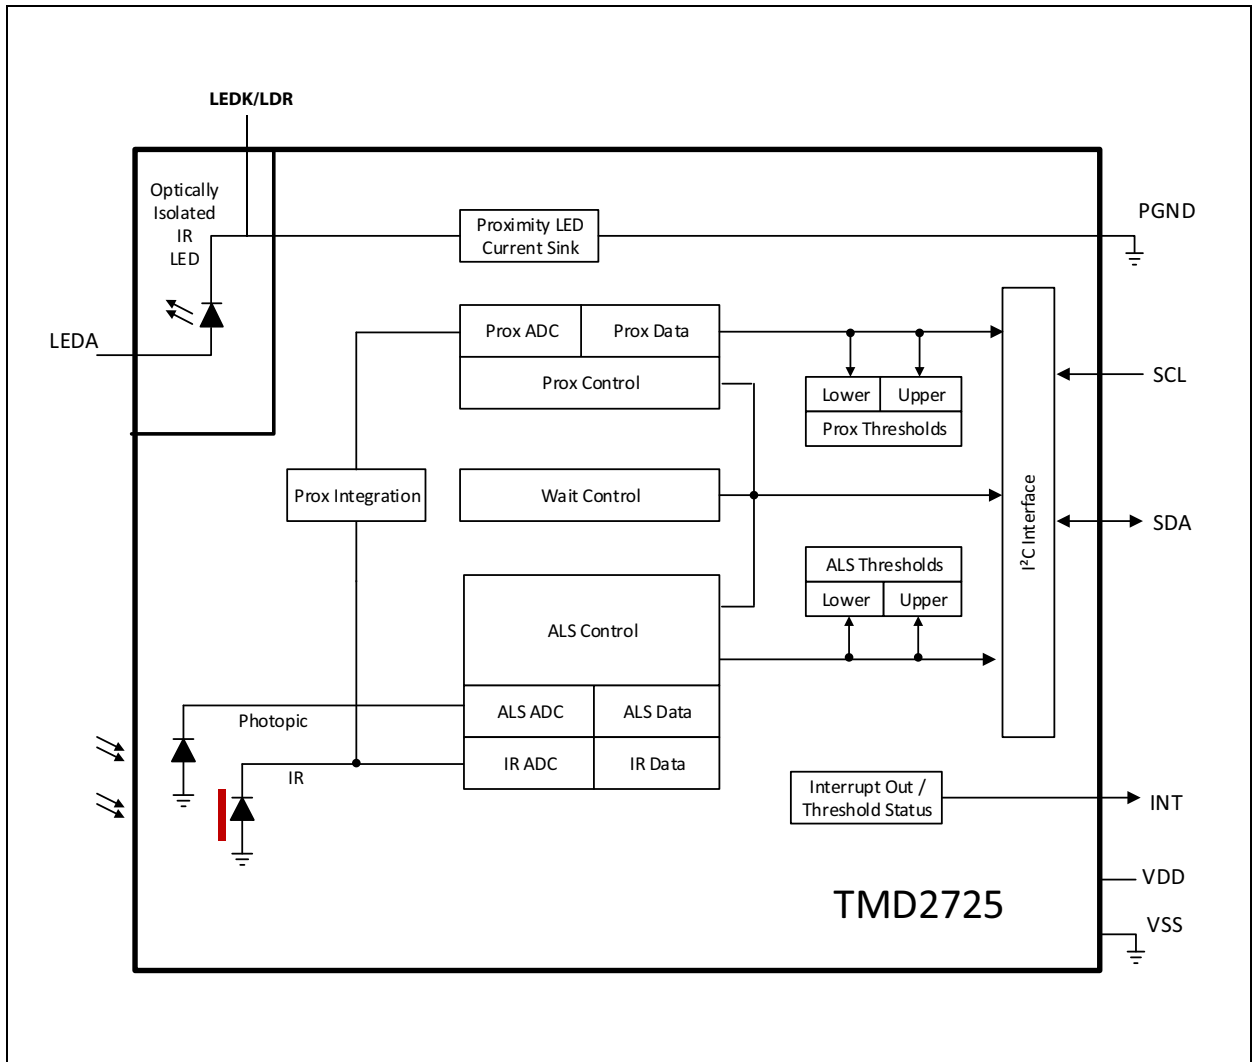 LEDK/LDR
Optically
Isolated
IR
LED
Proximity LED
Current Sink
PGND
LEDA
Prox ADC
Prox Data
Prox Control
Lower
Upper
Prox Thresholds
SCL
Prox Integration
Wait Control
I²C Interface
SDA
ALS Thresholds
Lower
Upper
ALS Control
Photopic
ALS ADC
ALS Data
IR
IR ADC
IR Data
Interrupt Out /
Threshold Status
INT
VDD
TMD2725
VSS